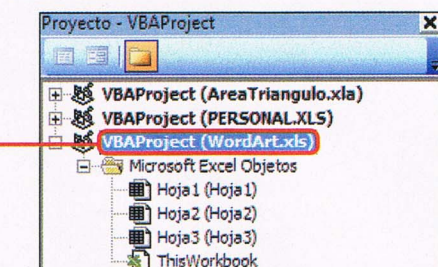 Proyecto - VBAProject
VBAProject (AreaTriangulo.xla)
VBAProject (PERSONAL.XLS)
VBAProject (WordArt.xls)
Microsoft Excel Objetos
Hoja1 (Hoja1)
Hoja2 (Hoja2)
Hoja3 (Hoja3)
ThisWorkbook